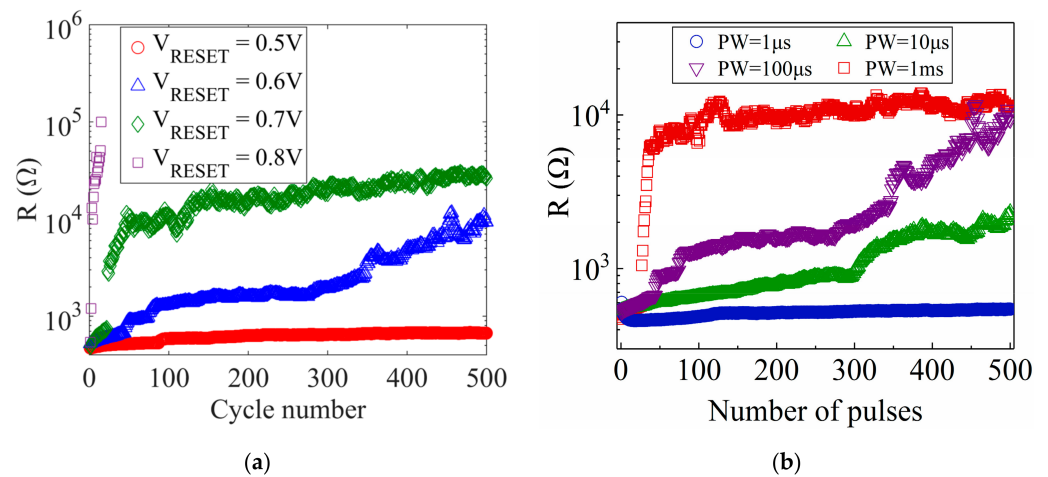 10^6
10^5
10^4
10^3
R (Ω)
V_RESET = 0.5V
V_RESET = 0.6V
V_RESET = 0.7V
V_RESET = 0.8V
0 100 200 300 400 500
Cycle number
(a)
10^4
10^3
R (Ω)
PW=1μs PW=10μs
PW=100μs PW=1ms
0 100 200 300 400 500
Number of pulses
(b)